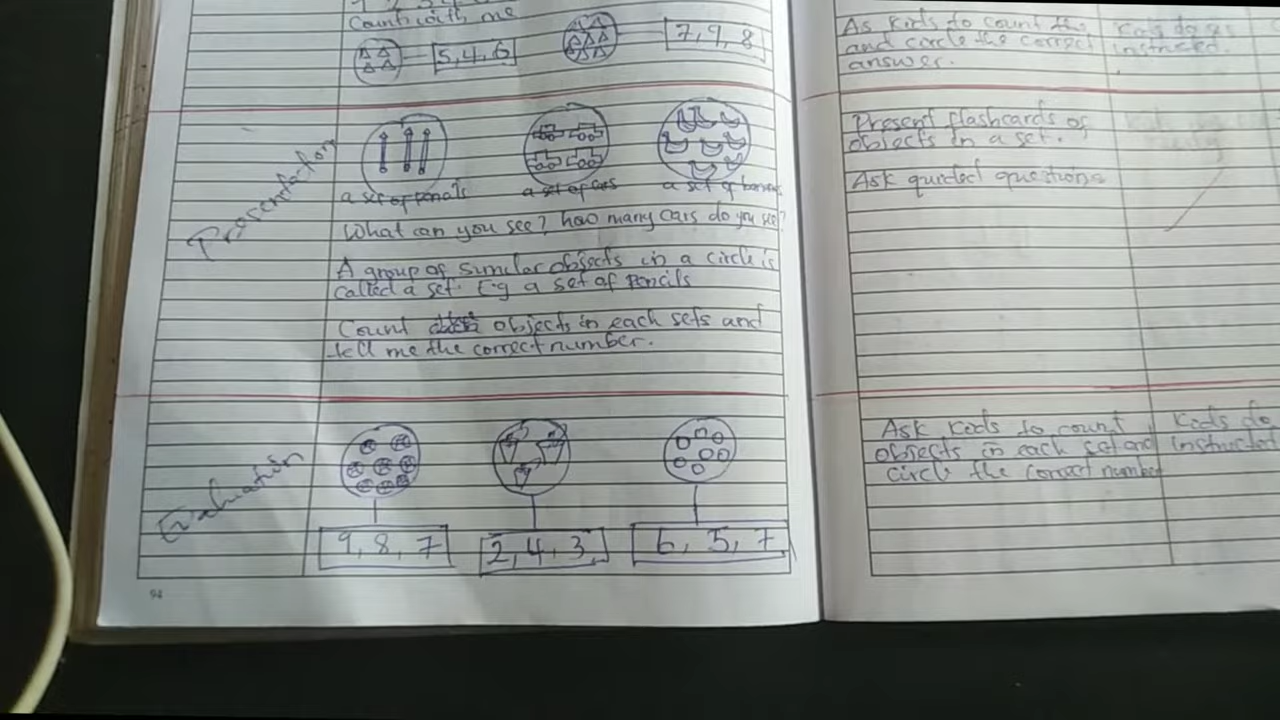 Count with me
5,4,6
7,9,8
Presentation
a set of pencils
a set of cars
a set of
What can you see? how many cars do you see?
A group of similar objects in a circle is
called a set. Eg a set of pencils
Count objects in each sets and
tell me the correct number.
Evaluation
9, 8, 7
2, 4, 3
6, 5, 7
As kids to count the
and circle the correct
answer.
instructed.
Present flashcards of
objects in a set.
Ask guided questions
Ask kids to count
objects in each set and
circle the correct number
Kids do
instructed